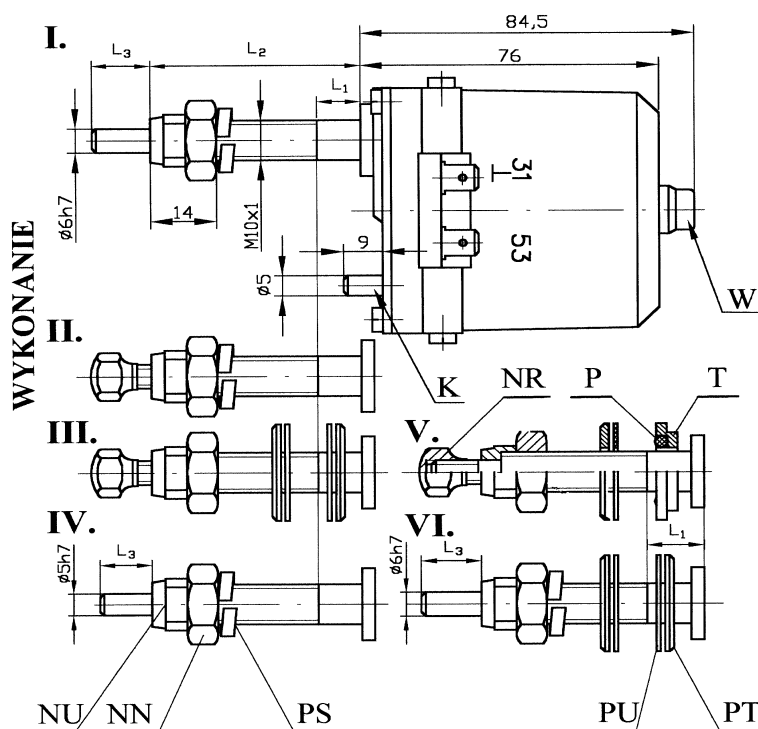 I.
84,5
L₃
L₂
76
L₁
ø6h7
14
M10x1
31
53
9
ø5
W
K
WYKONANIE
II.
NR
P
T
III.
V.
IV.
VI.
L₁
ø5h7
L₃
ø6h7
L₃
NU
NN
PS
PU
PT